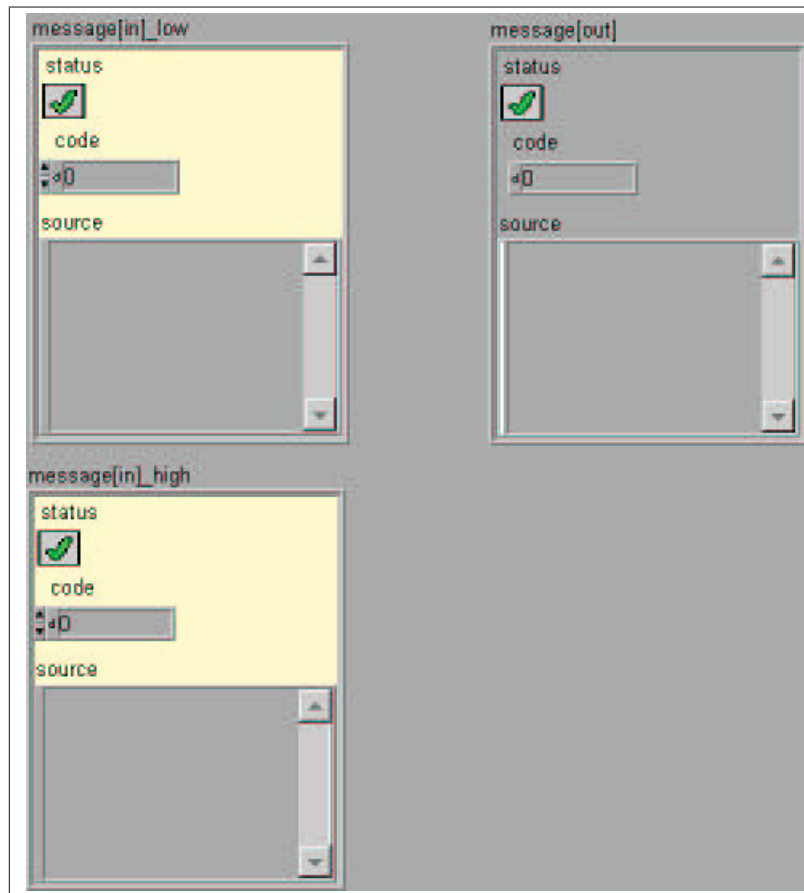 message[in]_low
status
code
d0
source
message[out]
status
code
d0
source
message[in]_high
status
code
d0
source